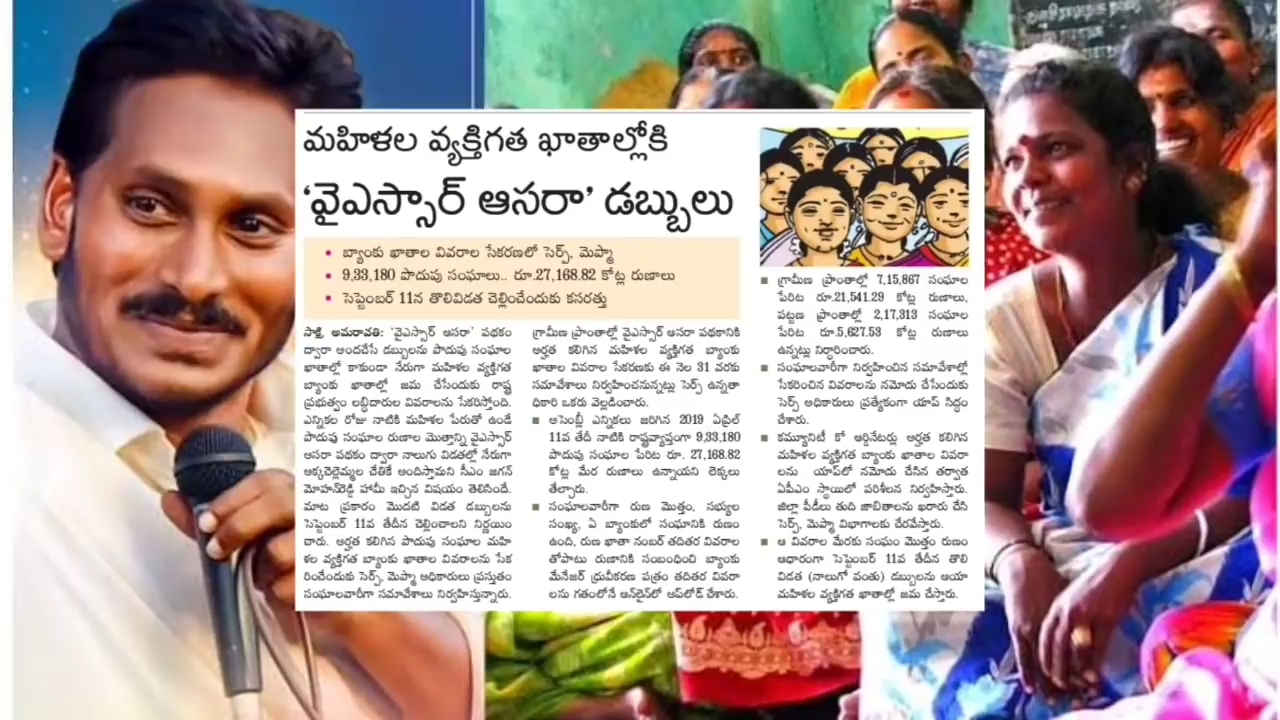 మహిళల వ్యక్తిగత ఖాతాల్లోకి
‘వైఎస్సార్ ఆసరా’ డబ్బులు
• బ్యాంకు ఖాతాల వివరాల సేకరణలో సెర్ప్, మెప్మా
• 9,33,180 పొదుపు సంఘాలు.. రూ.27,168.82 కోట్ల రుణాలు
• సెప్టెంబర్ 11న తొలివిడత చెల్లించేందుకు కసరత్తు
సాక్షి, అమరావతి: ‘వైఎస్సార్ ఆసరా’ పథకం
ద్వారా అందజేసే డబ్బులను పొదుపు సంఘాల
ఖాతాల్లో కాకుండా నేరుగా మహిళల వ్యక్తిగత
బ్యాంకు ఖాతాల్లో జమ చేసేందుకు రాష్ట్ర
ప్రభుత్వం లబ్ధిదారుల వివరాలను సేకరిస్తోంది.
ఎన్నికల రోజు నాటికి మహిళల పేరుతో ఉండే
పొదుపు సంఘాల రుణాల మొత్తాన్ని వైఎస్సార్
ఆసరా పథకం ద్వారా నాలుగు విడతల్లో నేరుగా
అక్కచెల్లెమ్మల చేతికే అందిస్తామని సీఎం జగన్
మోహన్‌రెడ్డి హామీ ఇచ్చిన విషయం తెలిసిందే.
మాట ప్రకారం మొదటి విడత డబ్బులను
సెప్టెంబర్ 11వ తేదీన చెల్లించాలని నిర్ణయిం
చారు. అర్హత కలిగిన పొదుపు సంఘాల మహి
ళల వ్యక్తిగత బ్యాంకు ఖాతాల వివరాలను సేక
రించేందుకు సెర్ప్, మెప్మా అధికారులు ప్రస్తుతం
సంఘాలవారీగా సమావేశాలు నిర్వహిస్తున్నారు.
గ్రామీణ ప్రాంతాల్లో వైఎస్సార్ ఆసరా పథకానికి
అర్హత కలిగిన మహిళల వ్యక్తిగత బ్యాంకు
ఖాతాల వివరాల సేకరణకు ఈ నెల 31 వరకు
సమావేశాలు నిర్వహించనున్నట్లు సెర్ప్ ఉన్నతా
ధికారి ఒకరు వెల్లడించారు.
■ అసెంబ్లీ ఎన్నికలు జరిగిన 2019 ఏప్రిల్
11వ తేదీ నాటికి రాష్ట్రవ్యాప్తంగా 9,33,180
పొదుపు సంఘాల పేరిట రూ. 27,168.82
కోట్ల మేర రుణాలు ఉన్నాయని లెక్కలు
తేల్చారు.
■ సంఘాలవారీగా రుణ మొత్తం, సభ్యుల
సంఖ్య, ఏ బ్యాంకులో సంఘానికి రుణం
ఉంది, రుణ ఖాతా నంబర్ తదితర వివరాల
తోపాటు రుణానికి సంబంధించి బ్యాంకు
మేనేజర్ ధ్రువీకరణ పత్రం తదితర వివరా
లను గతంలోనే ఆన్‌లైన్‌లో అప్‌లోడ్ చేశారు.
■ గ్రామీణ ప్రాంతాల్లో 7,15,867 సంఘాల
పేరిట రూ.21,541.29 కోట్ల రుణాలు,
పట్టణ ప్రాంతాల్లో 2,17,313 సంఘాల
పేరిట రూ.5,627.53 కోట్ల రుణాలు
ఉన్నట్లు నిర్ధారించారు.
■ సంఘాలవారీగా నిర్వహించిన సమావేశాల్లో
సేకరించిన వివరాలను నమోదు చేసేందుకు
సెర్ప్ అధికారులు ప్రత్యేకంగా యాప్ సిద్ధం
చేశారు.
■ కమ్యూనిటీ కో ఆర్డినేటర్లు అర్హత కలిగిన
మహిళల వ్యక్తిగత బ్యాంకు ఖాతాల వివరా
లను యాప్‌లో నమోదు చేసిన తర్వాత
ఏపీఎం స్థాయిలో పరిశీలన నిర్వహిస్తారు.
జిల్లా పీడీలు తుది జాబితాలను ఖరారు చేసి
సెర్ప్, మెప్మా విభాగాలకు చేరవేస్తారు.
■ ఆ వివరాల మేరకు సంఘం మొత్తం రుణం
ఆధారంగా సెప్టెంబర్ 11వ తేదీన తొలి
విడత (నాలుగో వంతు) డబ్బులను ఆయా
మహిళల వ్యక్తిగత ఖాతాల్లో జమ చేస్తారు.